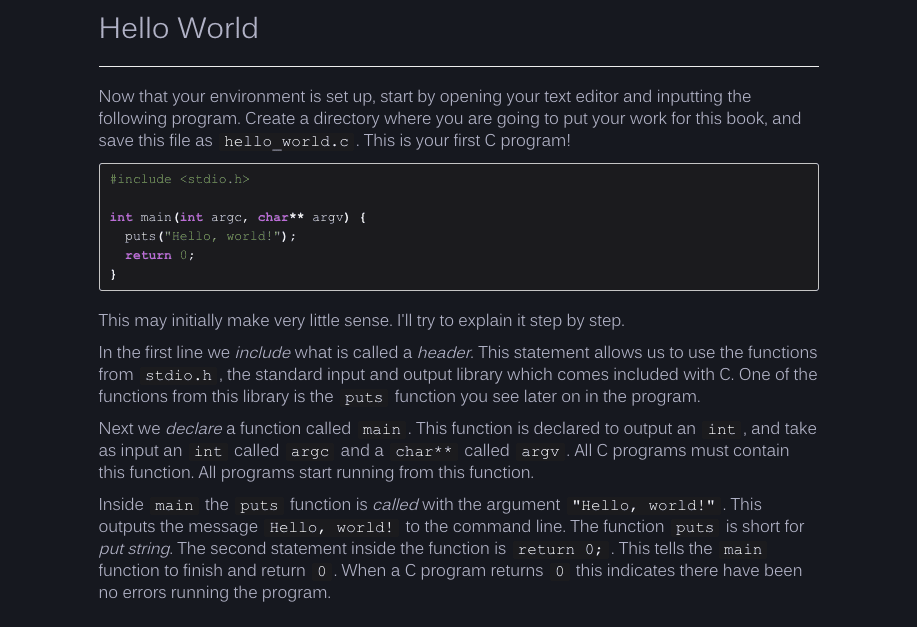 Hello World
Now that your environment is set up, start by opening your text editor and inputting the
following program. Create a directory where you are going to put your work for this book, and
save this file as hello_world.c . This is your first C program!
#include <stdio.h>
int main(int argc, char** argv) {
  puts("Hello, world!");
  return 0;
}
This may initially make very little sense. I'll try to explain it step by step.
In the first line we include what is called a header. This statement allows us to use the functions
from stdio.h , the standard input and output library which comes included with C. One of the
functions from this library is the puts function you see later on in the program.
Next we declare a function called main . This function is declared to output an int , and take
as input an int called argc and a char** called argv . All C programs must contain
this function. All programs start running from this function.
Inside main the puts function is called with the argument "Hello, world!" . This
outputs the message Hello, world! to the command line. The function puts is short for
put string. The second statement inside the function is return 0; . This tells the main
function to finish and return 0 . When a C program returns 0 this indicates there have been
no errors running the program.